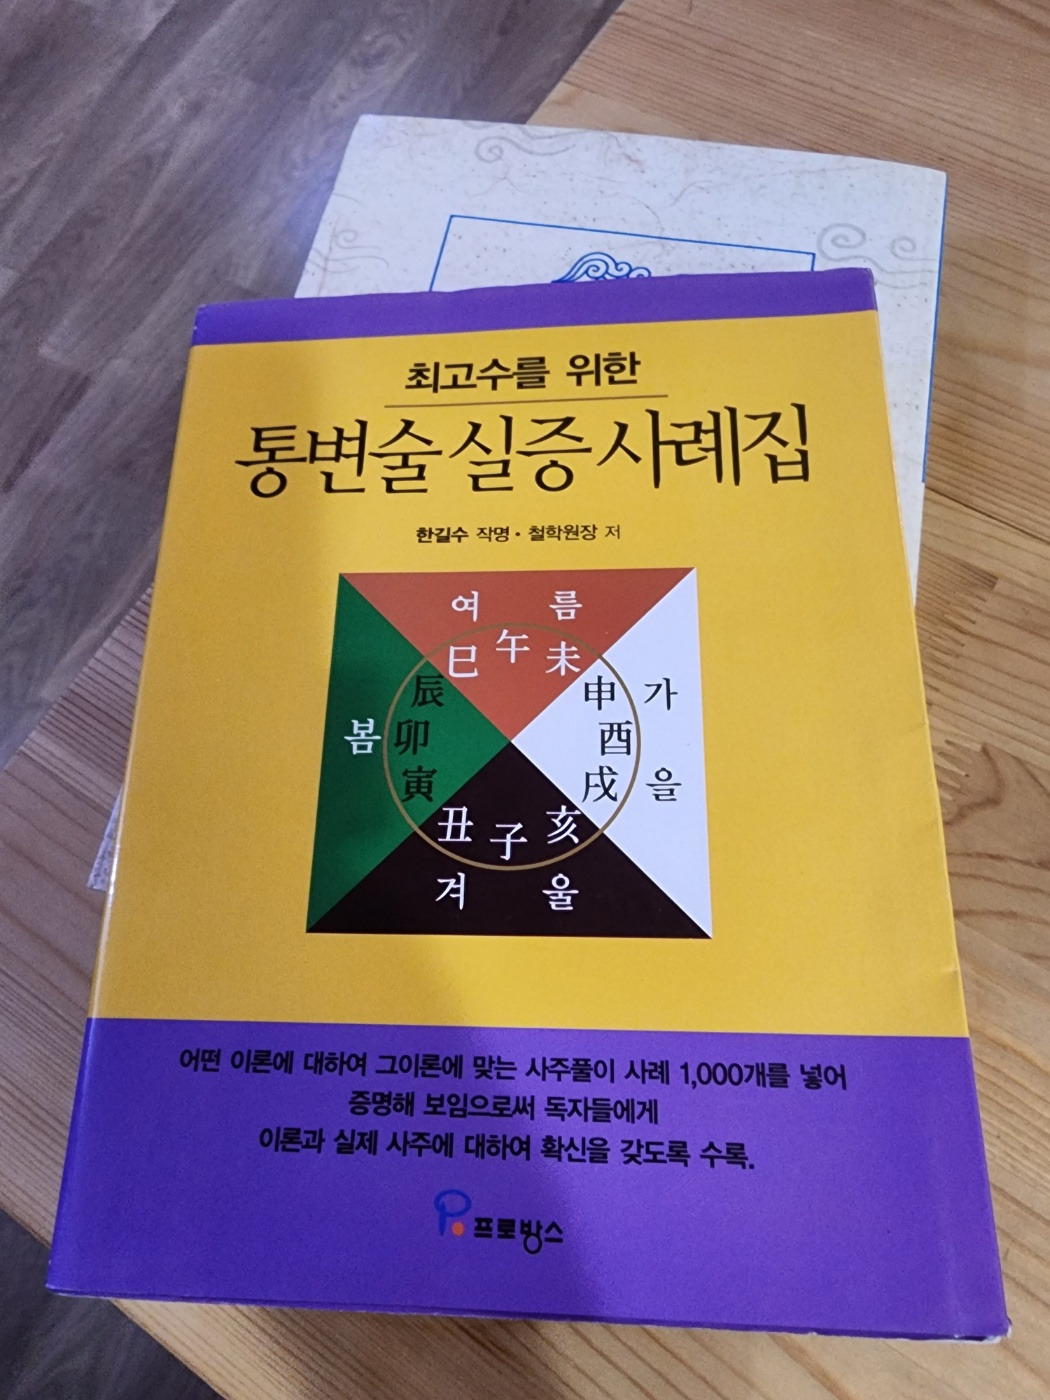 최고수를 위한
통변술 실증 사례집
한길수 작명 • 철학원장 저
여 름
巳 午 未
辰 申 가
봄 卯 酉
寅 戌 을
丑 子 亥
겨 울
어떤 이론에 대하여 그이론에 맞는 사주풀이 사례 1,000개를 넣어
증명해 보임으로써 독자들에게
이론과 실제 사주에 대하여 확신을 갖도록 수록.
프로방스